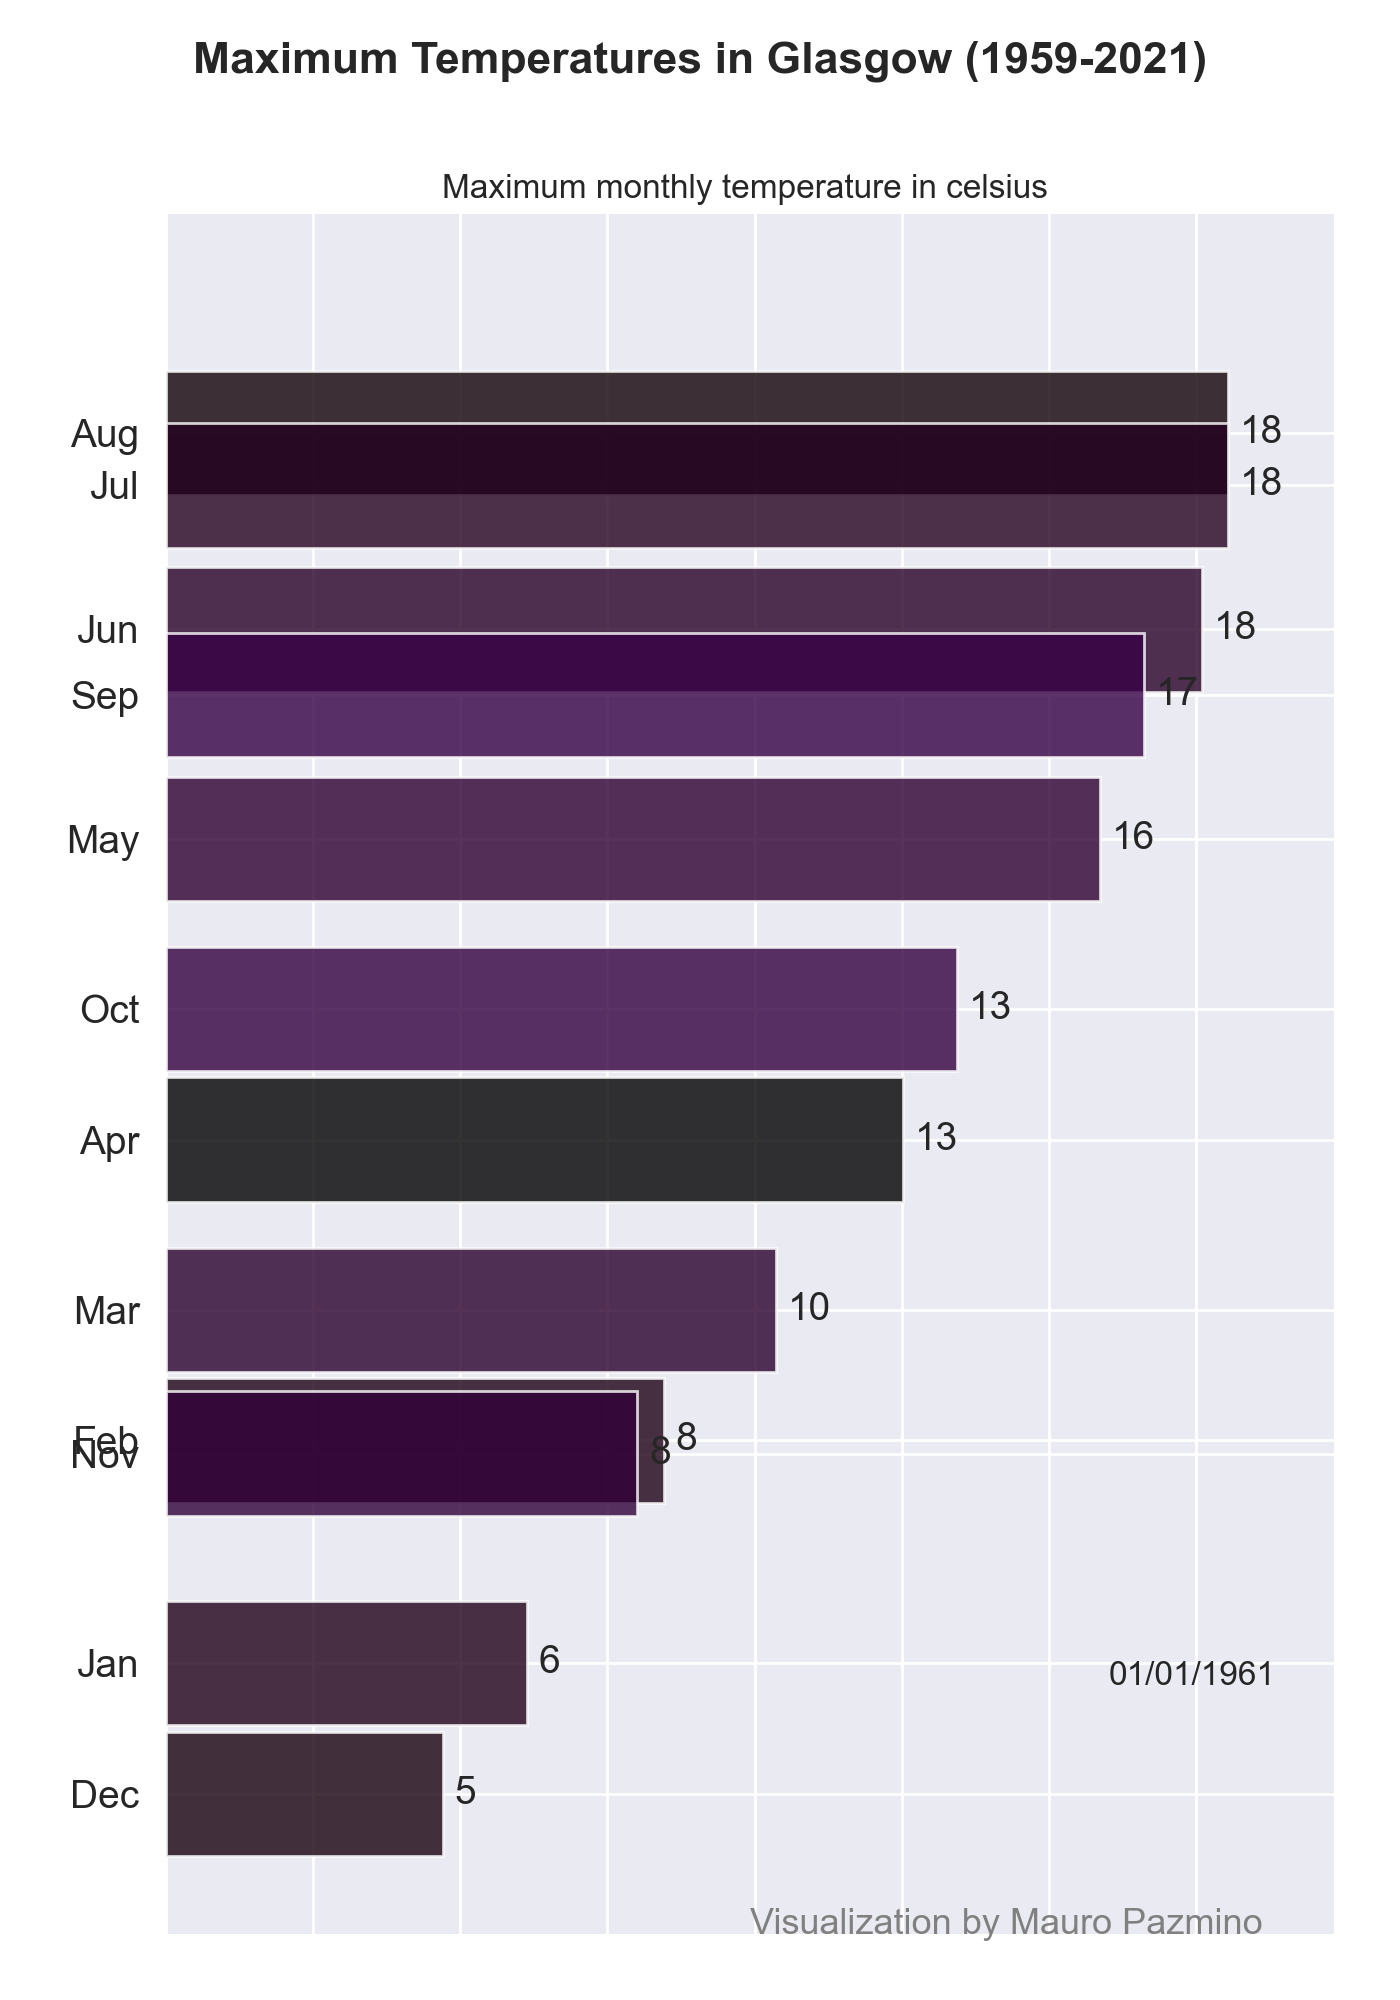 Maximum Temperatures in Glasgow (1959-2021)
Maximum monthly temperature in celsius
Aug 18
Jul 18
Jun 18
Sep 17
May 16
Oct 13
Apr 13
Mar 10
Feb 8
Nov 8
Jan 6
01/01/1961
Dec 5
Visualization by Mauro Pazmino